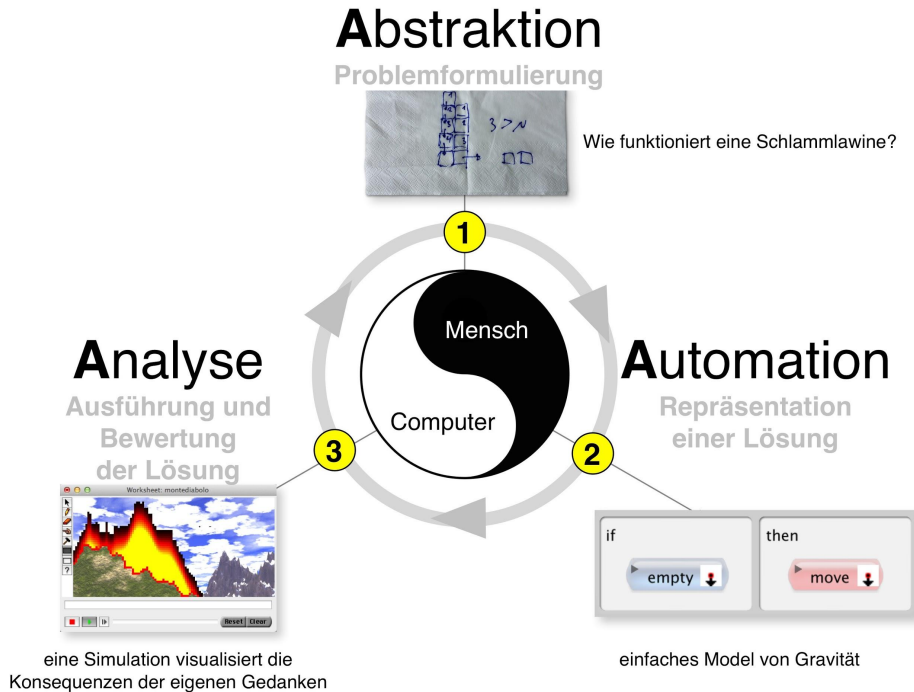 Abstraktion
Problemformulierung
3 > N
Wie funktioniert eine Schlammlawine?
1
Mensch
Computer
Analyse
Ausführung und
Bewertung
der Lösung
3
Automation
Repräsentation
einer Lösung
2
Worksheet: montediabolo
?
Reset Clear
if
empty
then
move
eine Simulation visualisiert die
Konsequenzen der eigenen Gedanken
einfaches Model von Gravität